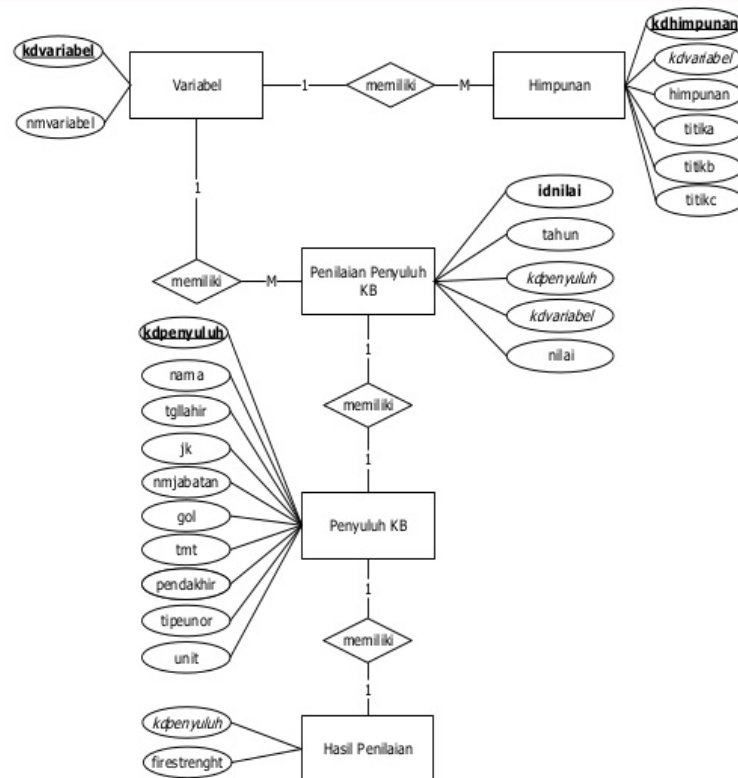 kdvariabel
nmvariabel
Variabel
1
memiliki
M
Himpunan
kdhimpunan
kdvariabel
himpunan
titika
titikb
titikc
1
memiliki
M
Penilaian Penyuluh
KB
idnilai
tahun
kdpenyuluh
kdvariabel
nilai
1
memiliki
1
kdpenyuluh
nama
tgllahir
jk
nmjabatan
gol
tmt
pendakhir
tipeunor
unit
Penyuluh KB
1
memiliki
1
kdpenyuluh
firestrenght
Hasil Penilaian